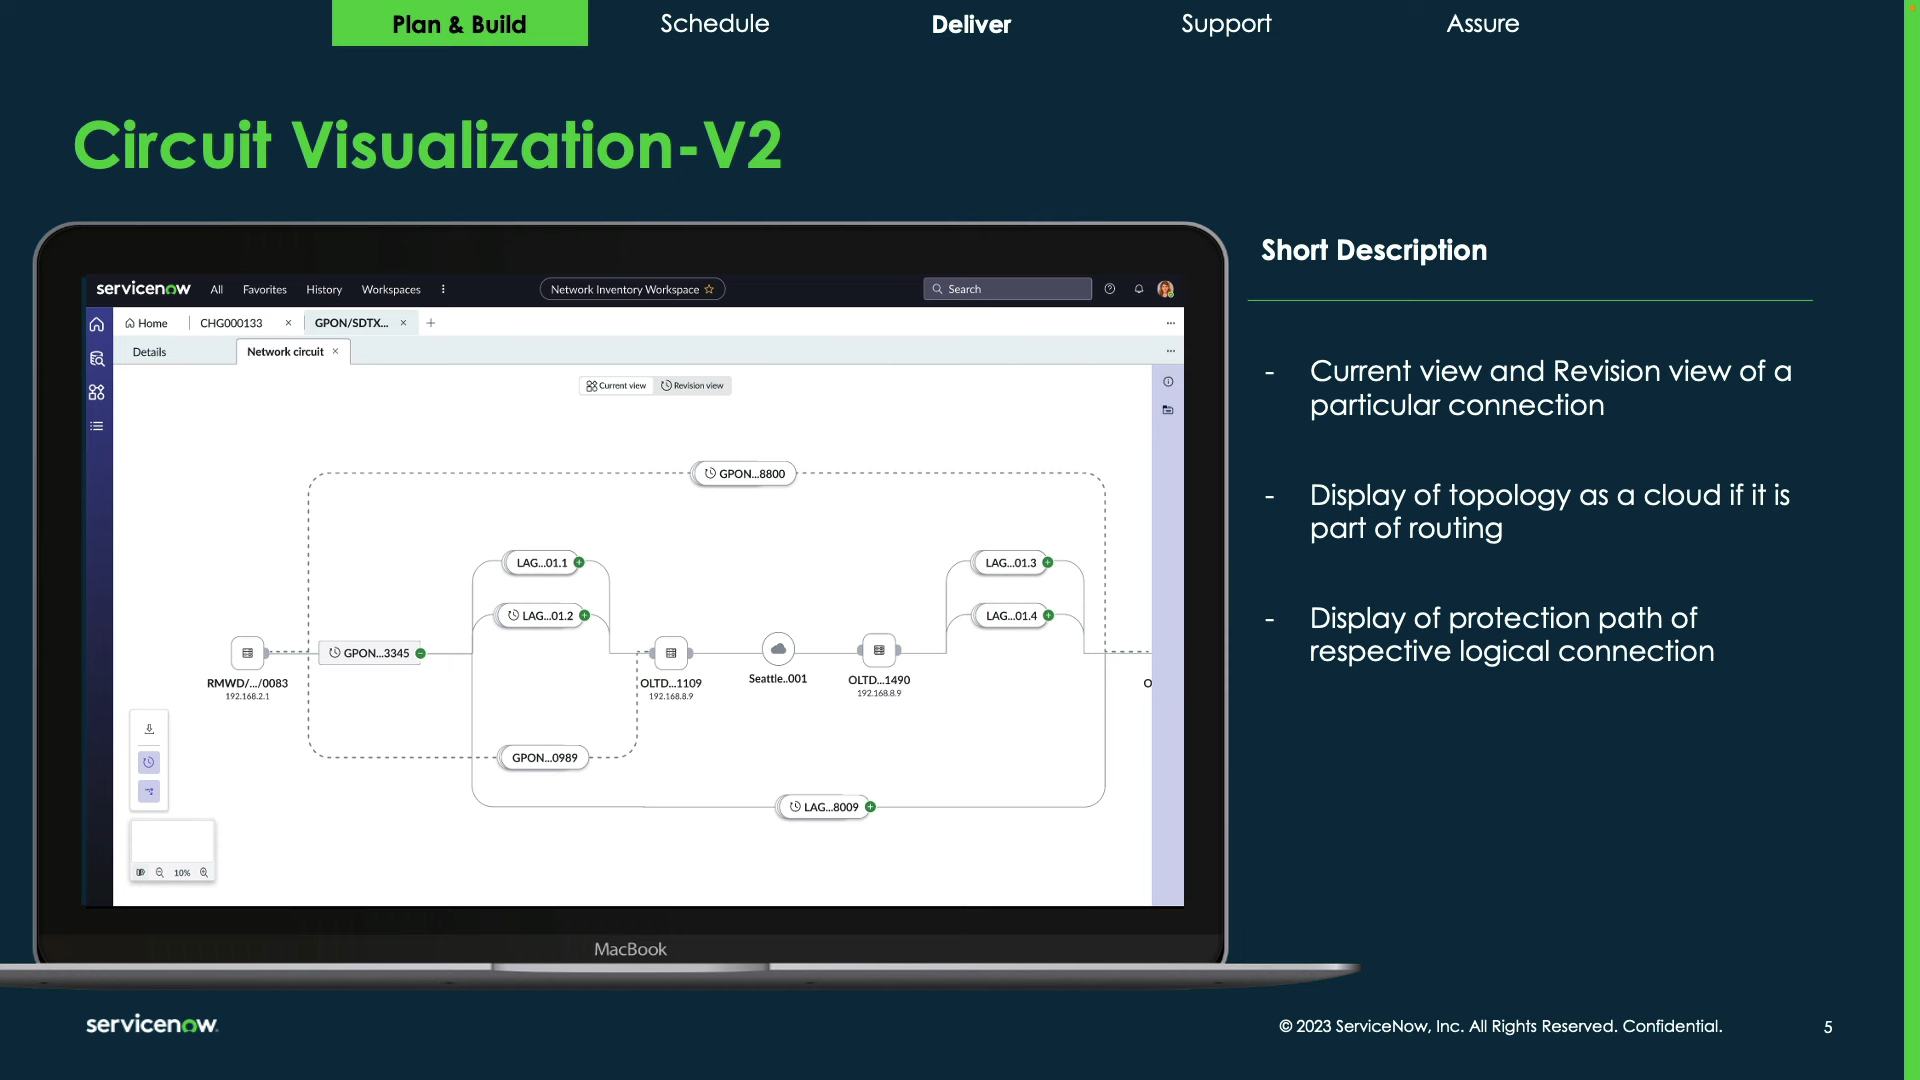 Plan & Build
Schedule
Deliver
Support
Assure
Circuit Visualization-V2
servicenow
All
Favorites
History
Workspaces
Network Inventory Workspace
Search
Home
CHG000133
GPON/SDTX...
Details
Network circuit
Current view
Revision view
GPON...8800
LAG...01.1
LAG...01.3
LAG...01.2
LAG...01.4
GPON...3345
RMWD/.../0083
192.168.2.1
OLTD...1109
192.168.8.9
Seattle..001
OLTD...1490
192.168.8.9
O
GPON...0989
LAG...8009
10%
MacBook
Short Description
- Current view and Revision view of a
particular connection
- Display of topology as a cloud if it is
part of routing
- Display of protection path of
respective logical connection
servicenow
© 2023 ServiceNow, Inc. All Rights Reserved. Confidential.
5